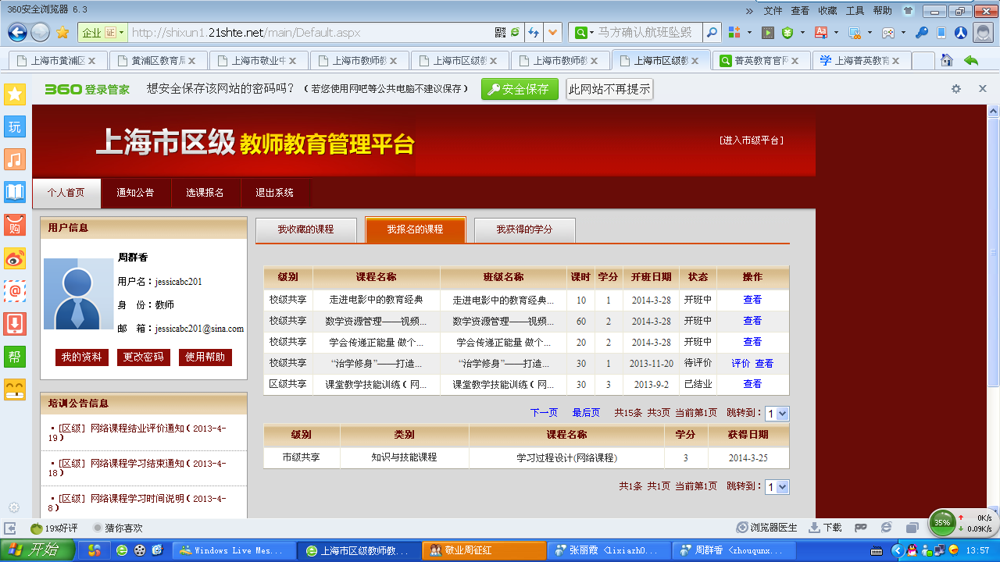 360安全浏览器 6.3
» 文件 查看 收藏 工具 帮助
企业 证 http://shixun1.21shte.net/main/Default.aspx 马方确认航班坠毁
上海市黄浦区 黄浦区教育局 上海市敬业中 上海市教师教 上海市区级教 上海市教师教 上海市区级教 菁英教育官网 上海菁英教育
360登录管家 想安全保存该网站的密码吗？（若您使用网吧等公共电脑不建议保存） 安全保存 此网站不再提示
玩
购
帮
上海市区级 教师教育管理平台
[进入市级平台]
个人首页 通知公告 选课报名 退出系统
用户信息
周群香
用户名：jessicabc201
身 份：教师
邮 箱：jessicabc201@sina.com
我的资料 更改密码 使用帮助
培训公告信息
·[区级] 网络课程结业评价通知(2013-4-
19)
·[区级] 网络课程学习结束通知(2013-4-
18)
·[区级] 网络课程学习时间说明(2013-4-
8)
我收藏的课程 我报名的课程 我获得的学分
级别 课程名称 班级名称 课时 学分 开班日期 状态 操作
校级共享 走进电影中的教育经典 走进电影中的教育经典... 10 1 2014-3-28 开班中 查看
校级共享 数学资源管理——视频... 数学资源管理——视频... 60 2 2014-3-28 开班中 查看
校级共享 学会传递正能量 做个... 学会传递正能量 做个... 20 2 2014-3-28 开班中 查看
校级共享 “治学修身”——打造... “治学修身”——打造... 30 1 2013-11-20 待评价 评价 查看
区级共享 课堂教学技能训练（网... 课堂教学技能训练（网... 30 3 2013-9-2 已结业 查看
下一页 最后页 共15条 共3页 当前第1页 跳转到： 1
级别 类别 课程名称 学分 获得日期
市级共享 知识与技能课程 学习过程设计(网络课程) 3 2014-3-25
共1条 共1页 当前第1页 跳转到： 1
19%好评 猜你喜欢 浏览器医生 下载
35% 0K/s
0.09K/s
开始 Windows Live Mes... 上海市区级教师教... 敬业周征红 张丽霞 <lixiazh0... 周群香 <zhouqunx... 13:57